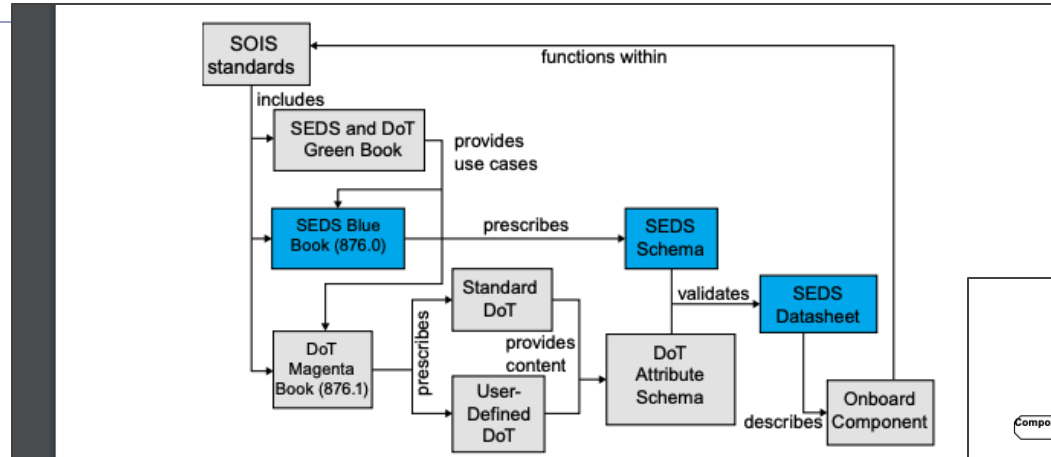 SOIS
standards
functions within
includes
SEDS and DoT
Green Book
provides
use cases
SEDS Blue
Book (876.0)
prescribes
SEDS
Schema
Standard
DoT
validates
SEDS
Datasheet
prescribes
provides
content
DoT
Magenta
Book (876.1)
DoT
Attribute
Schema
User-
Defined
DoT
describes
Onboard
Component
Compo